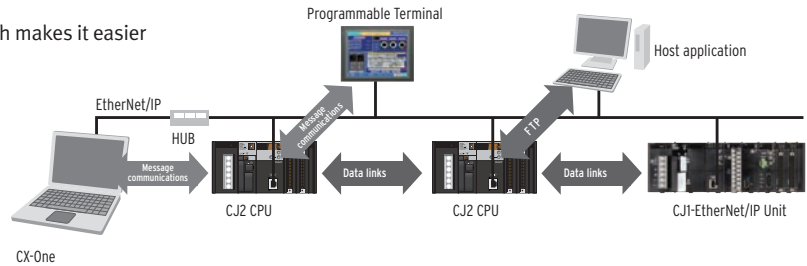 h makes it easier
Programmable Terminal
Host application
EtherNet/IP
HUB
Message
communications
FTP
Message
communications
Data links
Data links
CJ2 CPU
CJ2 CPU
CJ1-EtherNet/IP Unit
CX-One